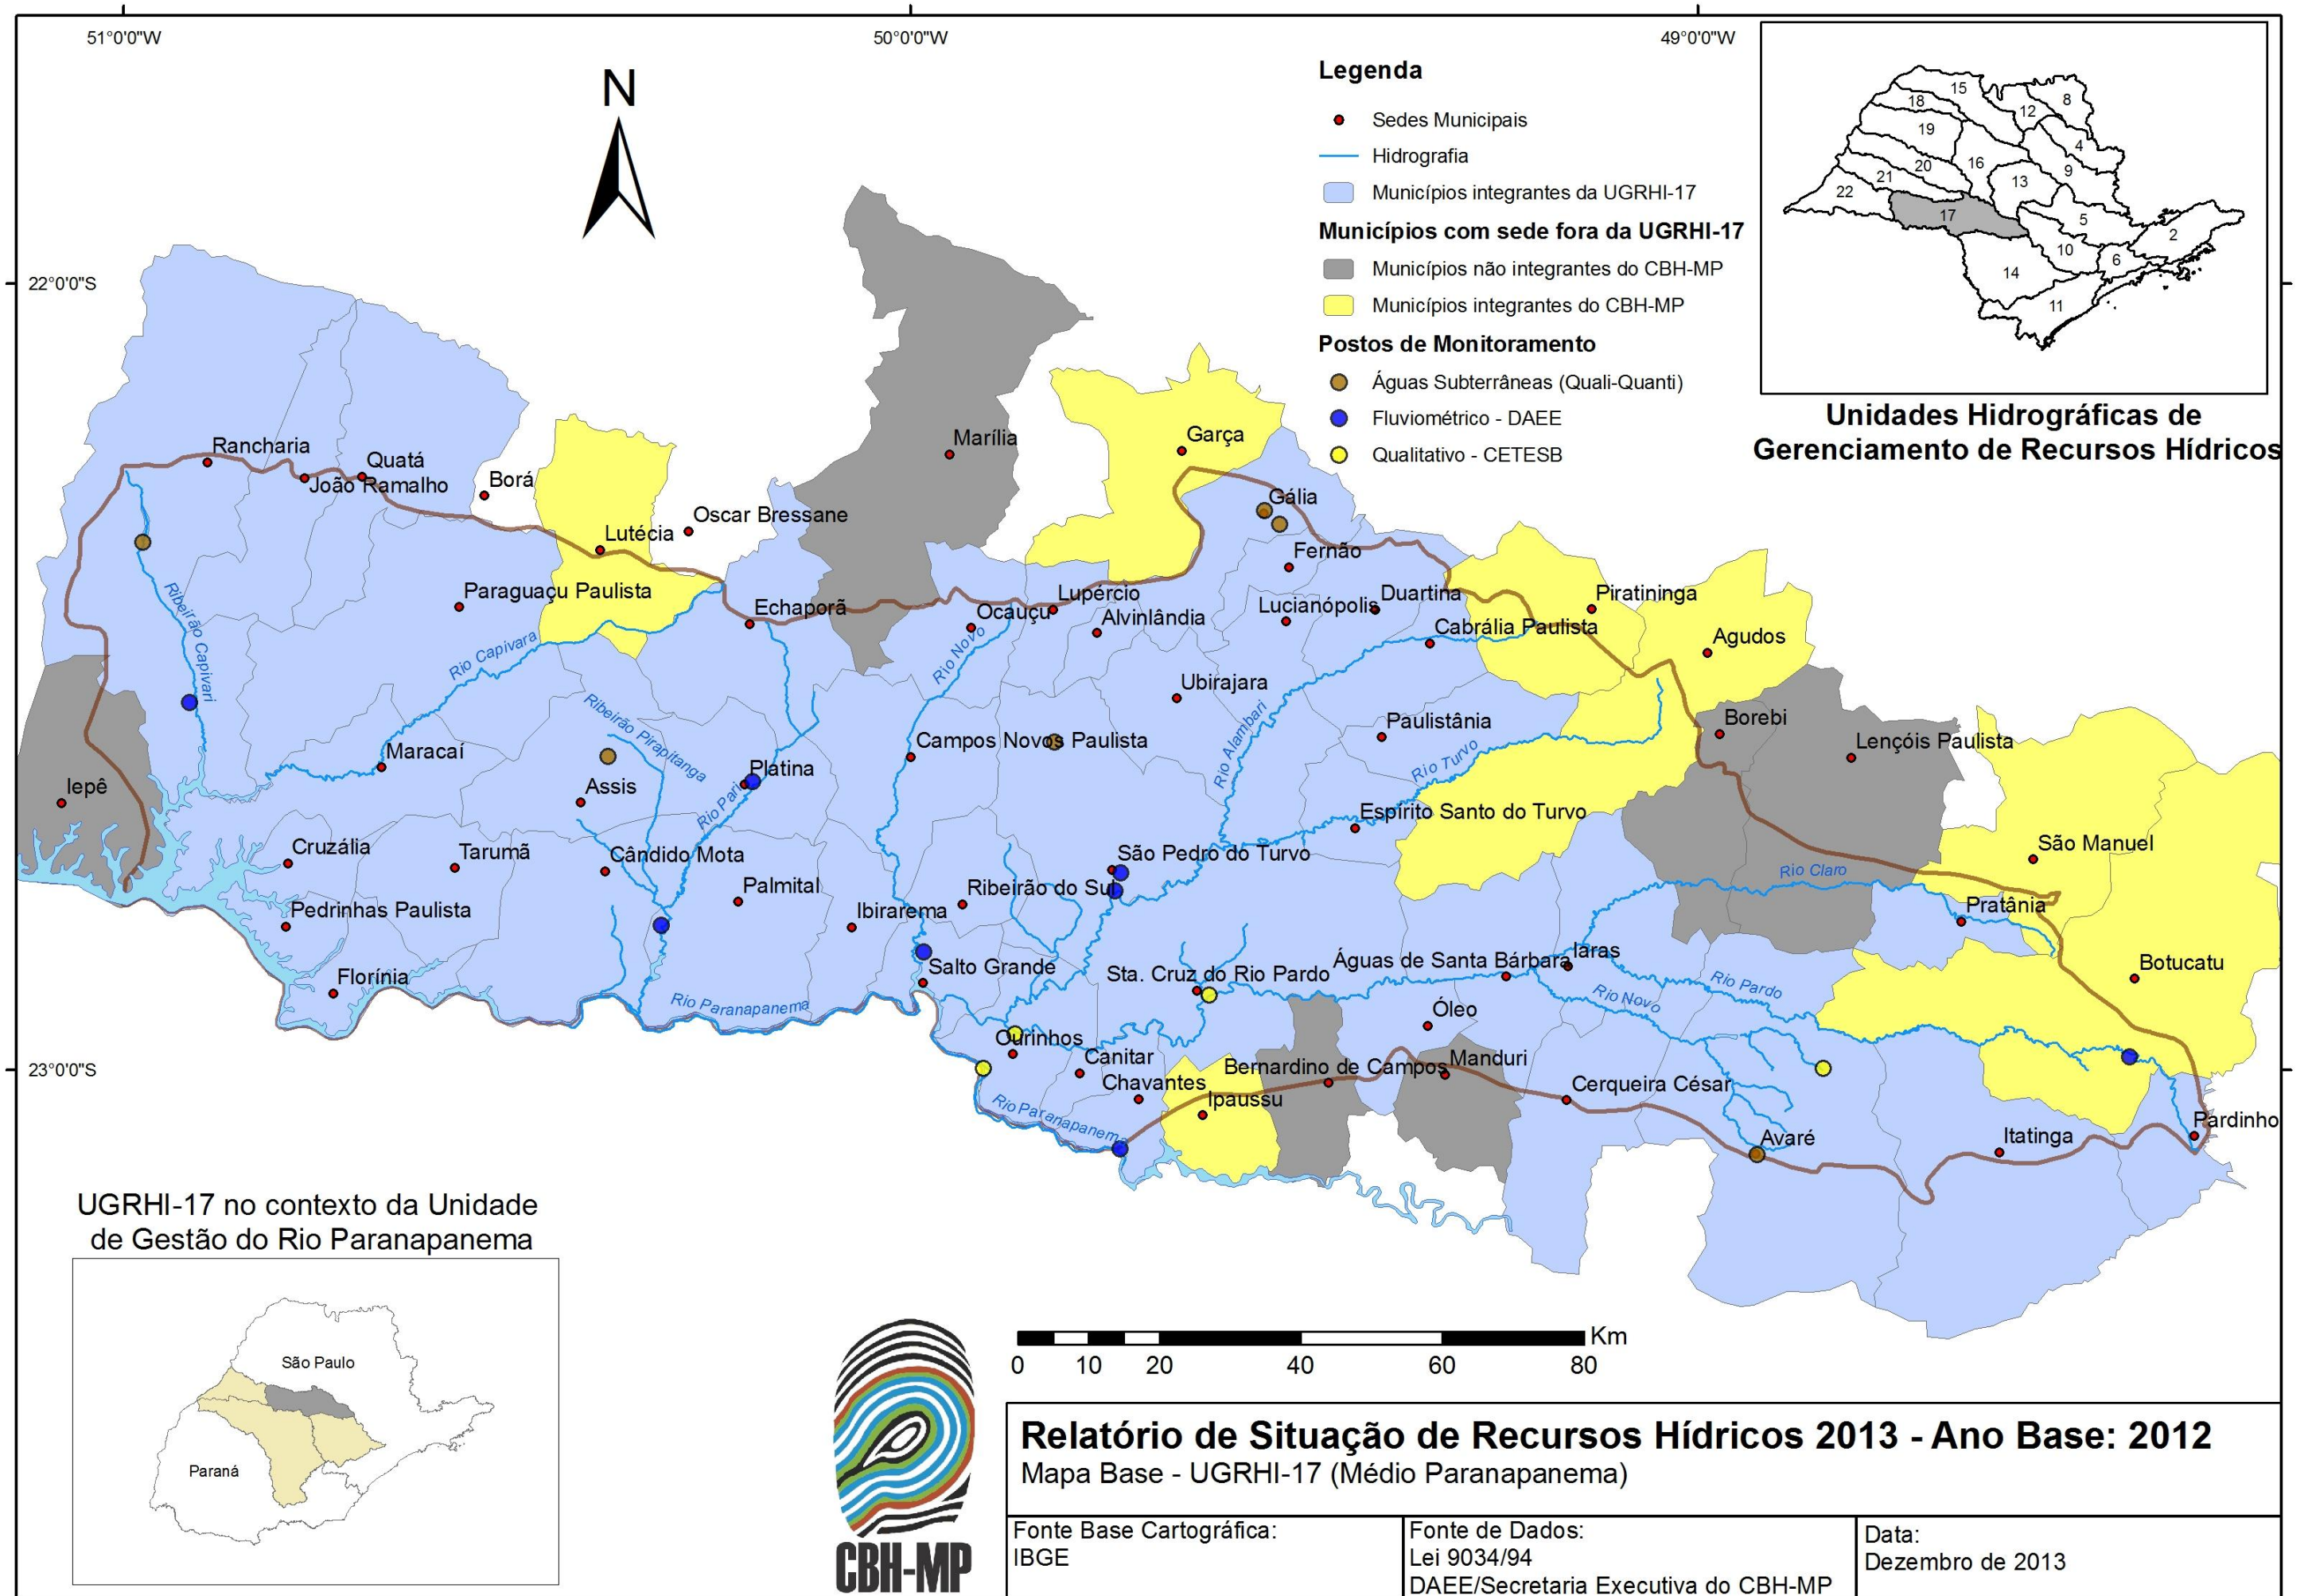 51°0'0"W
50°0'0"W
49°0'0"W
N
22°0'0"S
23°0'0"S
Legenda
Sedes Municipais
Hidrografia
Municípios integrantes da UGRHI-17
Municípios com sede fora da UGRHI-17
Municípios não integrantes do CBH-MP
Municípios integrantes do CBH-MP
Postos de Monitoramento
Águas Subterrâneas (Quali-Quanti)
Fluviométrico - DAEE
Qualitativo - CETESB
15
18
8
12
19
4
16
9
20
13
21
22
17
5
2
10
6
14
11
Unidades Hidrográficas de
Gerenciamento de Recursos Hídricos
Rancharia
João Ramalho
Quatá
Borá
Lutécia
Oscar Bressane
Marília
Garça
Gália
Fernão
Paraguaçu Paulista
Echaporã
Ocauçu
Lupércio
Alvinlândia
Lucianópolis
Duartina
Cabrália Paulista
Piratininga
Agudos
Ribeirão Capivari
Rio Capivara
Rio Novo
Ubirajara
Ribeirão Pirapitanga
Rio Alambari
Paulistânia
Borebi
Lençóis Paulista
Maracaí
Campos Novos Paulista
Platina
Rio Turvo
Iepê
Assis
Rio Pari
Espírito Santo do Turvo
Cruzália
Tarumã
Cândido Mota
São Pedro do Turvo
São Manuel
Palmital
Ribeirão do Sul
Rio Claro
Pedrinhas Paulista
Ibirarema
Pratânia
Florínia
Salto Grande
Sta. Cruz do Rio Pardo
Águas de Santa Bárbara
Iaras
Botucatu
Rio Pardo
Rio Paranapanema
Rio Novo
Óleo
Ourinhos
Canitar
Chavantes
Bernardino de Campos
Manduri
Cerqueira César
Ipaussu
Rio Paranapanema
Avaré
Itatinga
Pardinho
UGRHI-17 no contexto da Unidade
de Gestão do Rio Paranapanema
São Paulo
Paraná
CBH-MP
Km
0 10 20 40 60 80
Relatório de Situação de Recursos Hídricos 2013 - Ano Base: 2012
Mapa Base - UGRHI-17 (Médio Paranapanema)
Fonte Base Cartográfica:
IBGE
Fonte de Dados:
Lei 9034/94
DAEE/Secretaria Executiva do CBH-MP
Data:
Dezembro de 2013